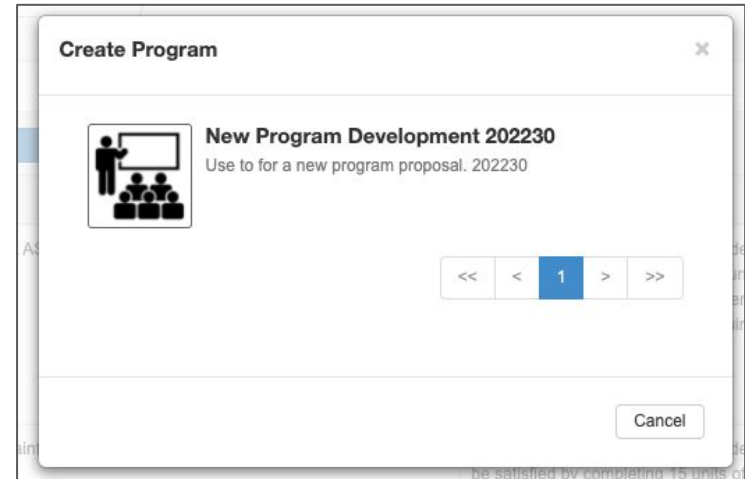 Create Program
×
New Program Development 202230
Use to for a new program proposal. 202230
<< < 1 > >>
Cancel
be satisfied by completing 15 units of